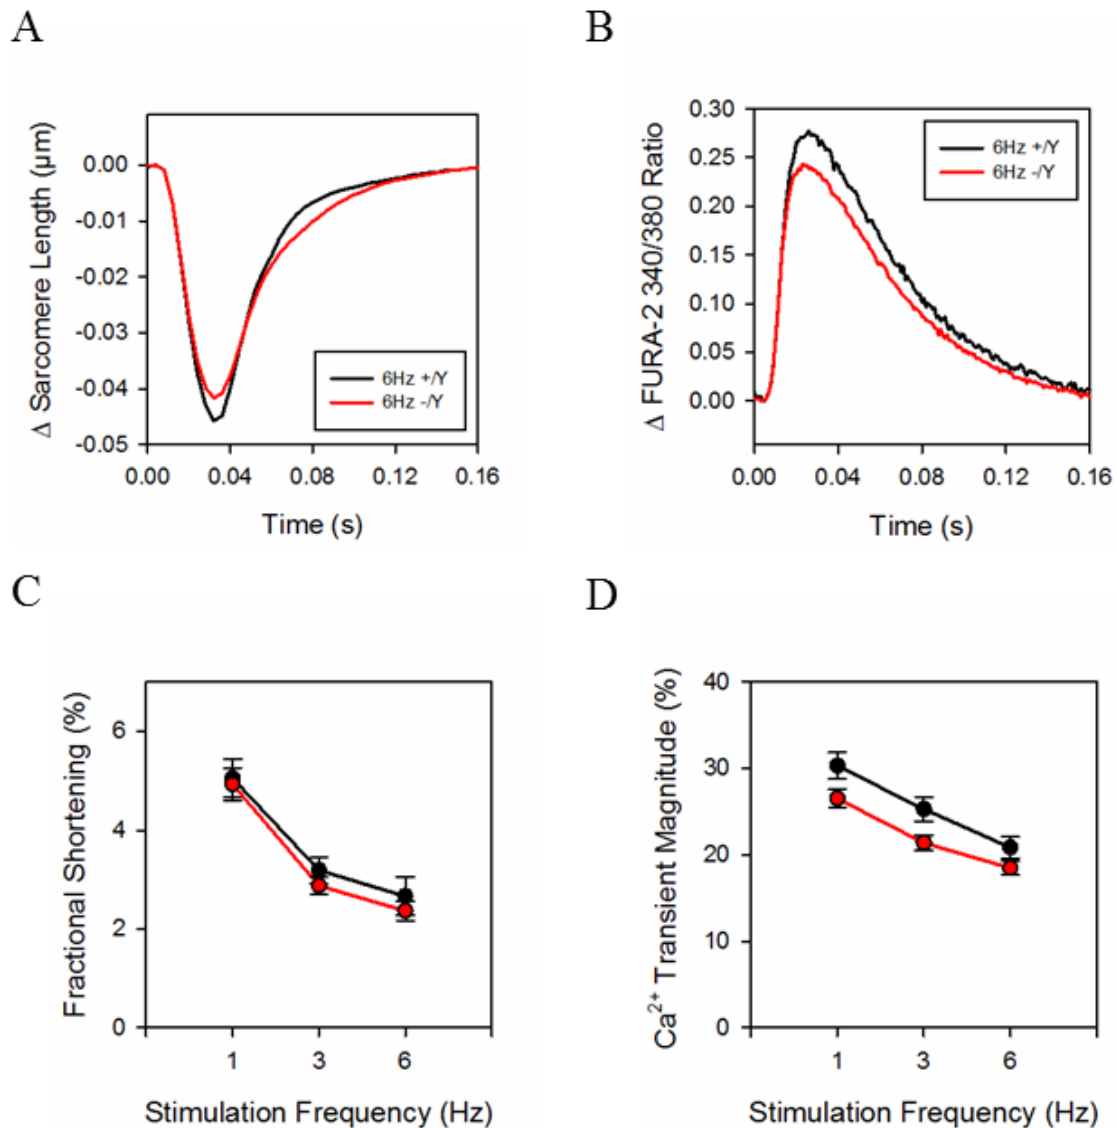 A
Δ Sarcomere Length (µm)
0.00
-0.01
-0.02
-0.03
-0.04
-0.05
6Hz +/Y
6Hz -/Y
0.00 0.04 0.08 0.12 0.16
Time (s)
B
Δ FURA-2 340/380 Ratio
0.30
0.25
0.20
0.15
0.10
0.05
0.00
6Hz +/Y
6Hz -/Y
0.00 0.04 0.08 0.12 0.16
Time (s)
C
Fractional Shortening (%)
6
4
2
0
1 3 6
Stimulation Frequency (Hz)
D
Ca²⁺ Transient Magnitude (%)
40
30
20
10
0
1 3 6
Stimulation Frequency (Hz)